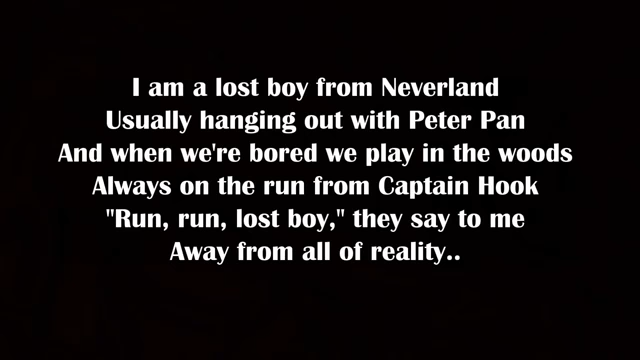 I am a lost boy from Neverland
Usually hanging out with Peter Pan
And when we're bored we play in the woods
Always on the run from Captain Hook
"Run, run, lost boy," they say to me
Away from all of reality..